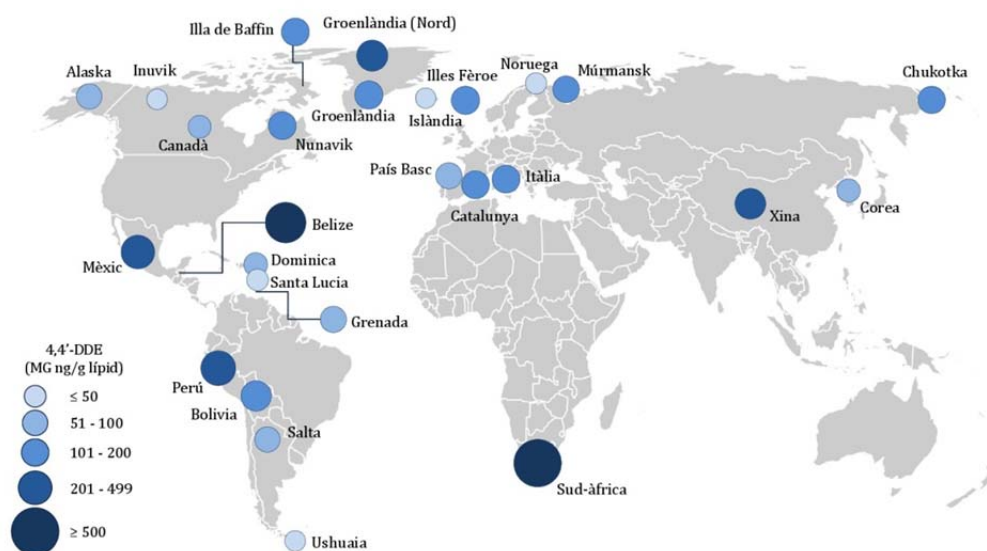 Illa de Baffin
Groenlàndia (Nord)
Alaska
Inuvik
Illes Fèroe
Noruega
Múrmansk
Chukotka
Canadà
Nunavik
Groenlàndia
Islàndia
País Basc
Itàlia
Catalunya
Xina
Corea
Belize
Mèxic
Dominica
Santa Lucia
Grenada
4,4'-DDE
(MG ng/g lípid)
≤ 50
51 - 100
101 - 200
201 - 499
≥ 500
Perú
Bolivia
Salta
Sud-àfrica
Ushuaia